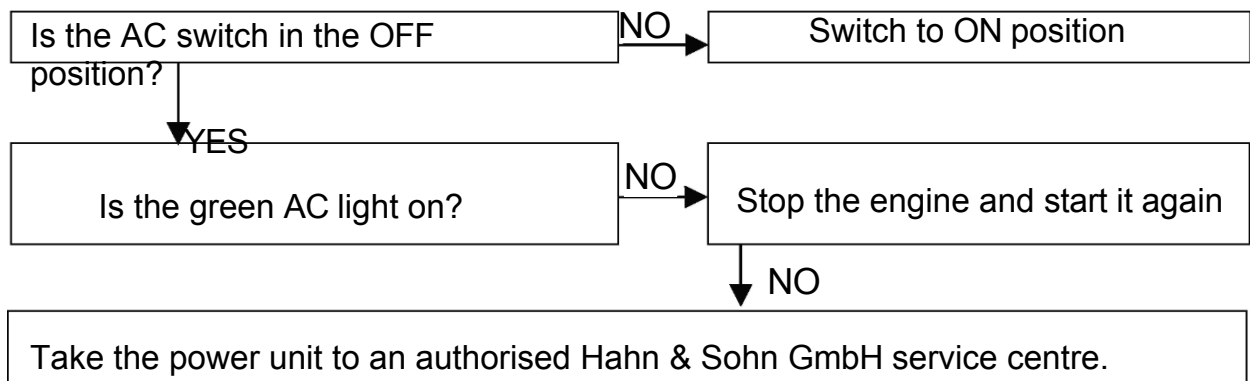 Is the AC switch in the OFF
position?
NO
Switch to ON position
YES
Is the green AC light on?
NO
Stop the engine and start it again
NO
Take the power unit to an authorised Hahn & Sohn GmbH service centre.